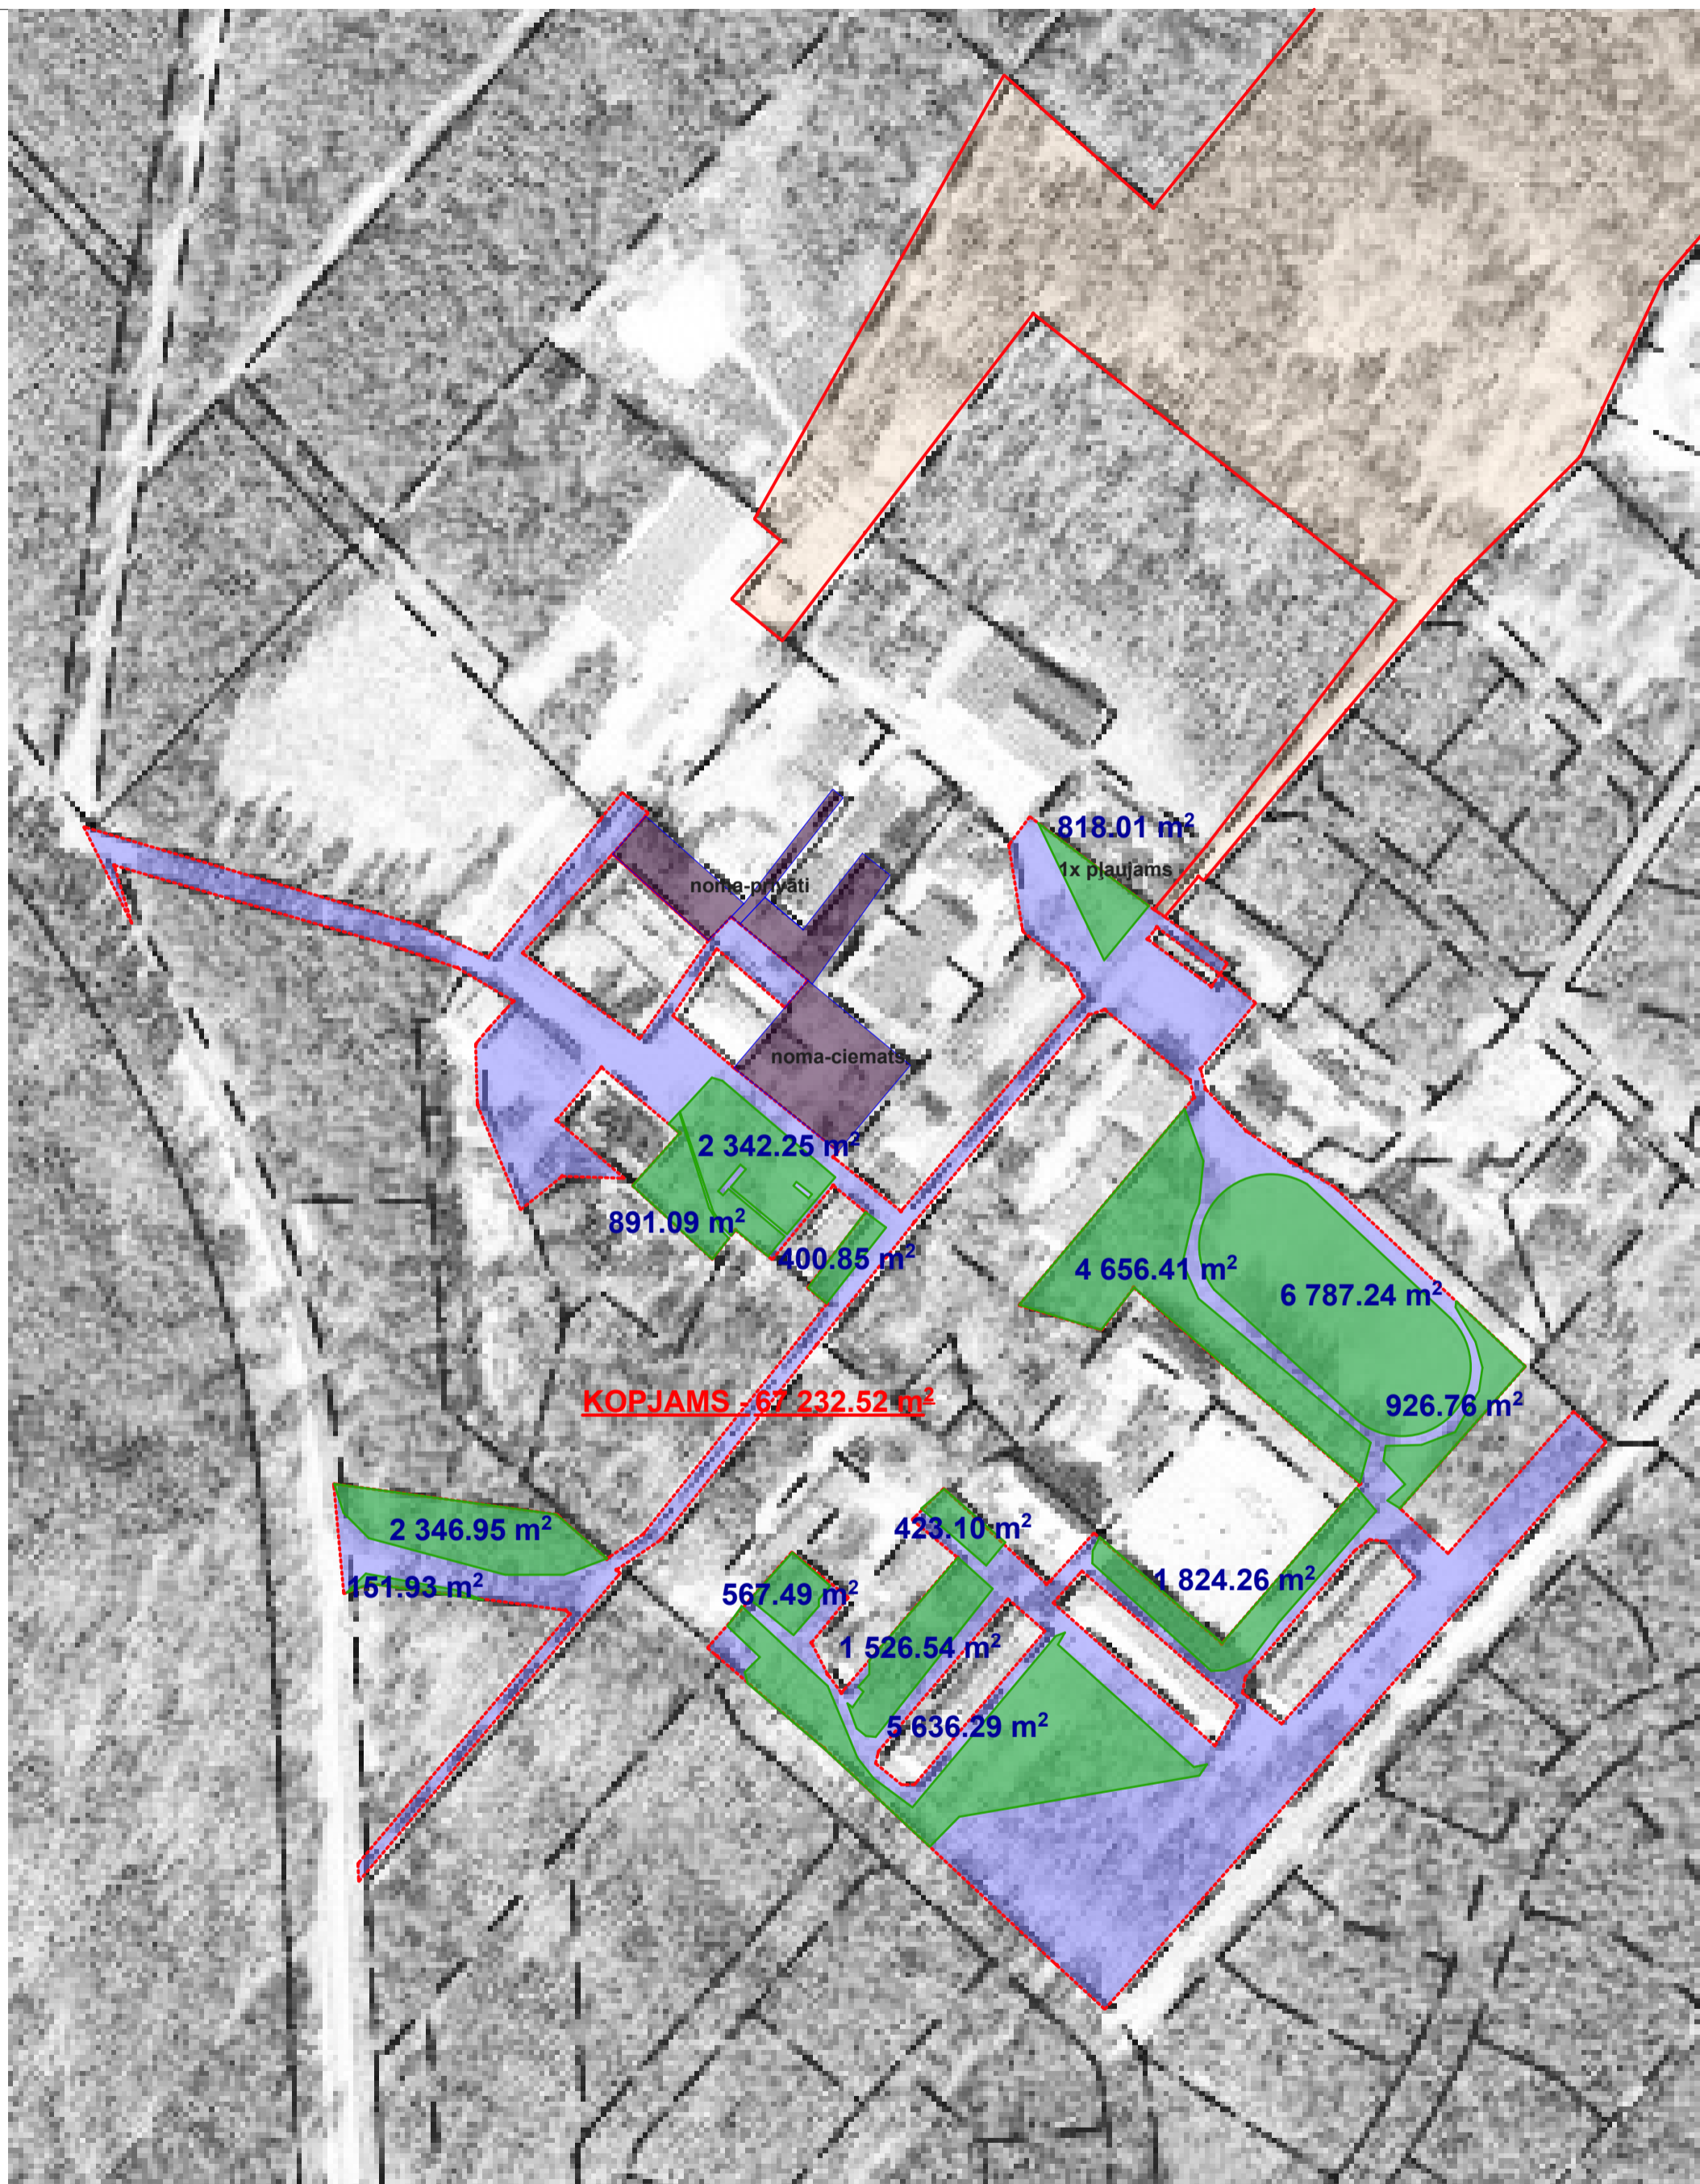 818.01 m²
1x pļaujams
noma-privāti
noma-ciemats
2 342.25 m²
891.09 m²
400.85 m²
4 656.41 m²
6 787.24 m²
KOPJAMS - 67 232.52 m²
926.76 m²
2 346.95 m²
423.10 m²
151.93 m²
567.49 m²
1 824.26 m²
1 526.54 m²
5 636.29 m²